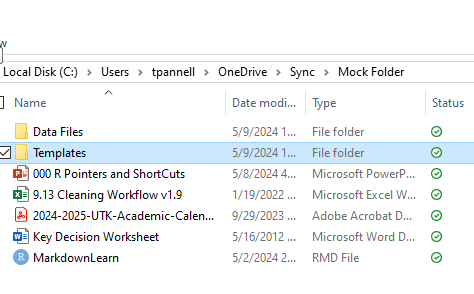 w
Local Disk (C:) > Users > tpannell > OneDrive > Sync > Mock Folder
Name Date modi... Type Status
Data Files 5/9/2024 1... File folder
Templates 5/9/2024 1... File folder
000 R Pointers and ShortCuts 5/8/2024 4... Microsoft PowerP...
9.13 Cleaning Workflow v1.9 1/19/2022 ... Microsoft Excel W...
2024-2025-UTK-Academic-Calen... 9/29/2023 ... Adobe Acrobat D...
Key Decision Worksheet 5/16/2012 ... Microsoft Word D...
MarkdownLearn 5/2/2024 2... RMD File